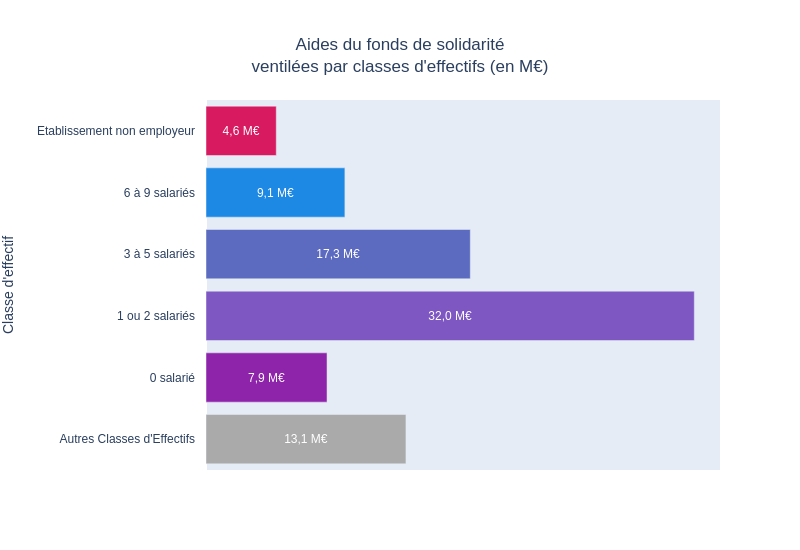 Aides du fonds de solidarité
ventilées par classes d'effectifs (en M€)
Classe d'effectif
Etablissement non employeur
4,6 M€
6 à 9 salariés
9,1 M€
3 à 5 salariés
17,3 M€
1 ou 2 salariés
32,0 M€
0 salarié
7,9 M€
Autres Classes d'Effectifs
13,1 M€